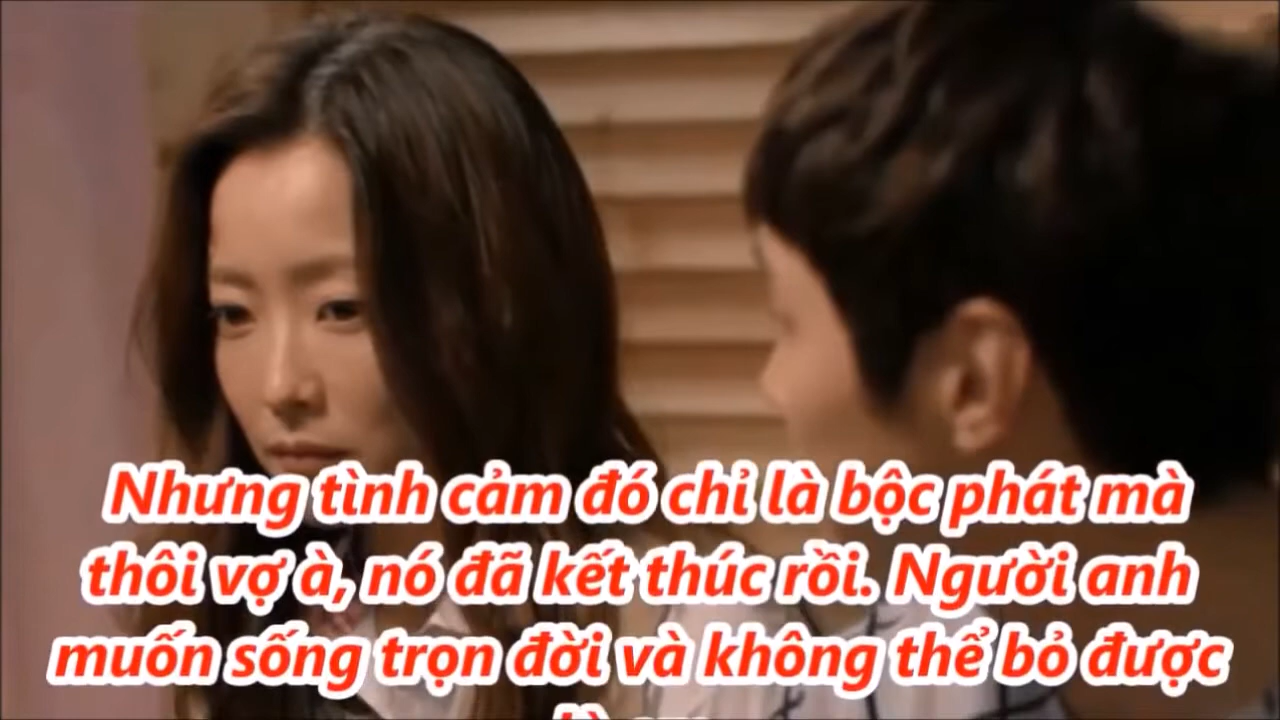 Nhưng tình cảm đó chỉ là bộc phát mà
thôi vợ à, nó đã kết thúc rồi. Người anh
muốn sống trọn đời và không thể bỏ được